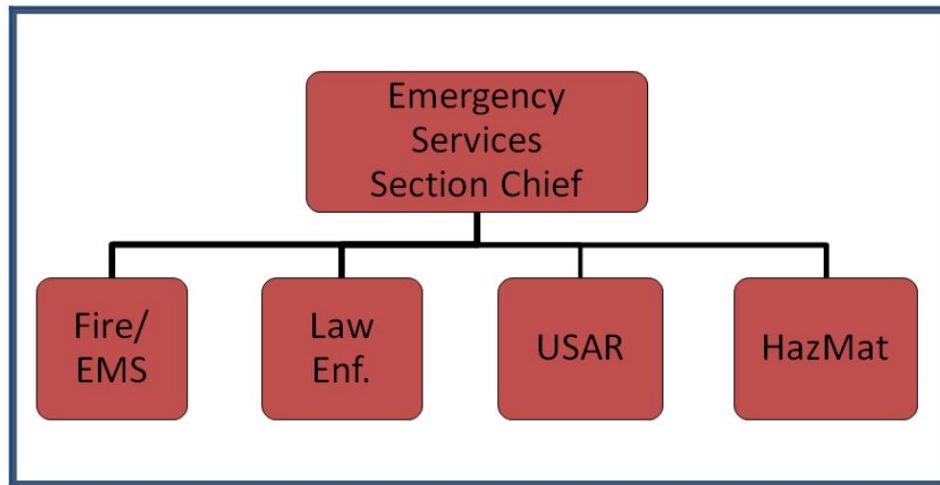 Emergency
Services
Section Chief
Fire/
EMS
Law
Enf.
USAR
HazMat